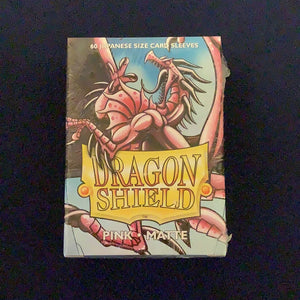 60 JAPANESE SIZE CARD SLEEVES
DRAGON
SHIELD
PINK • MATTE